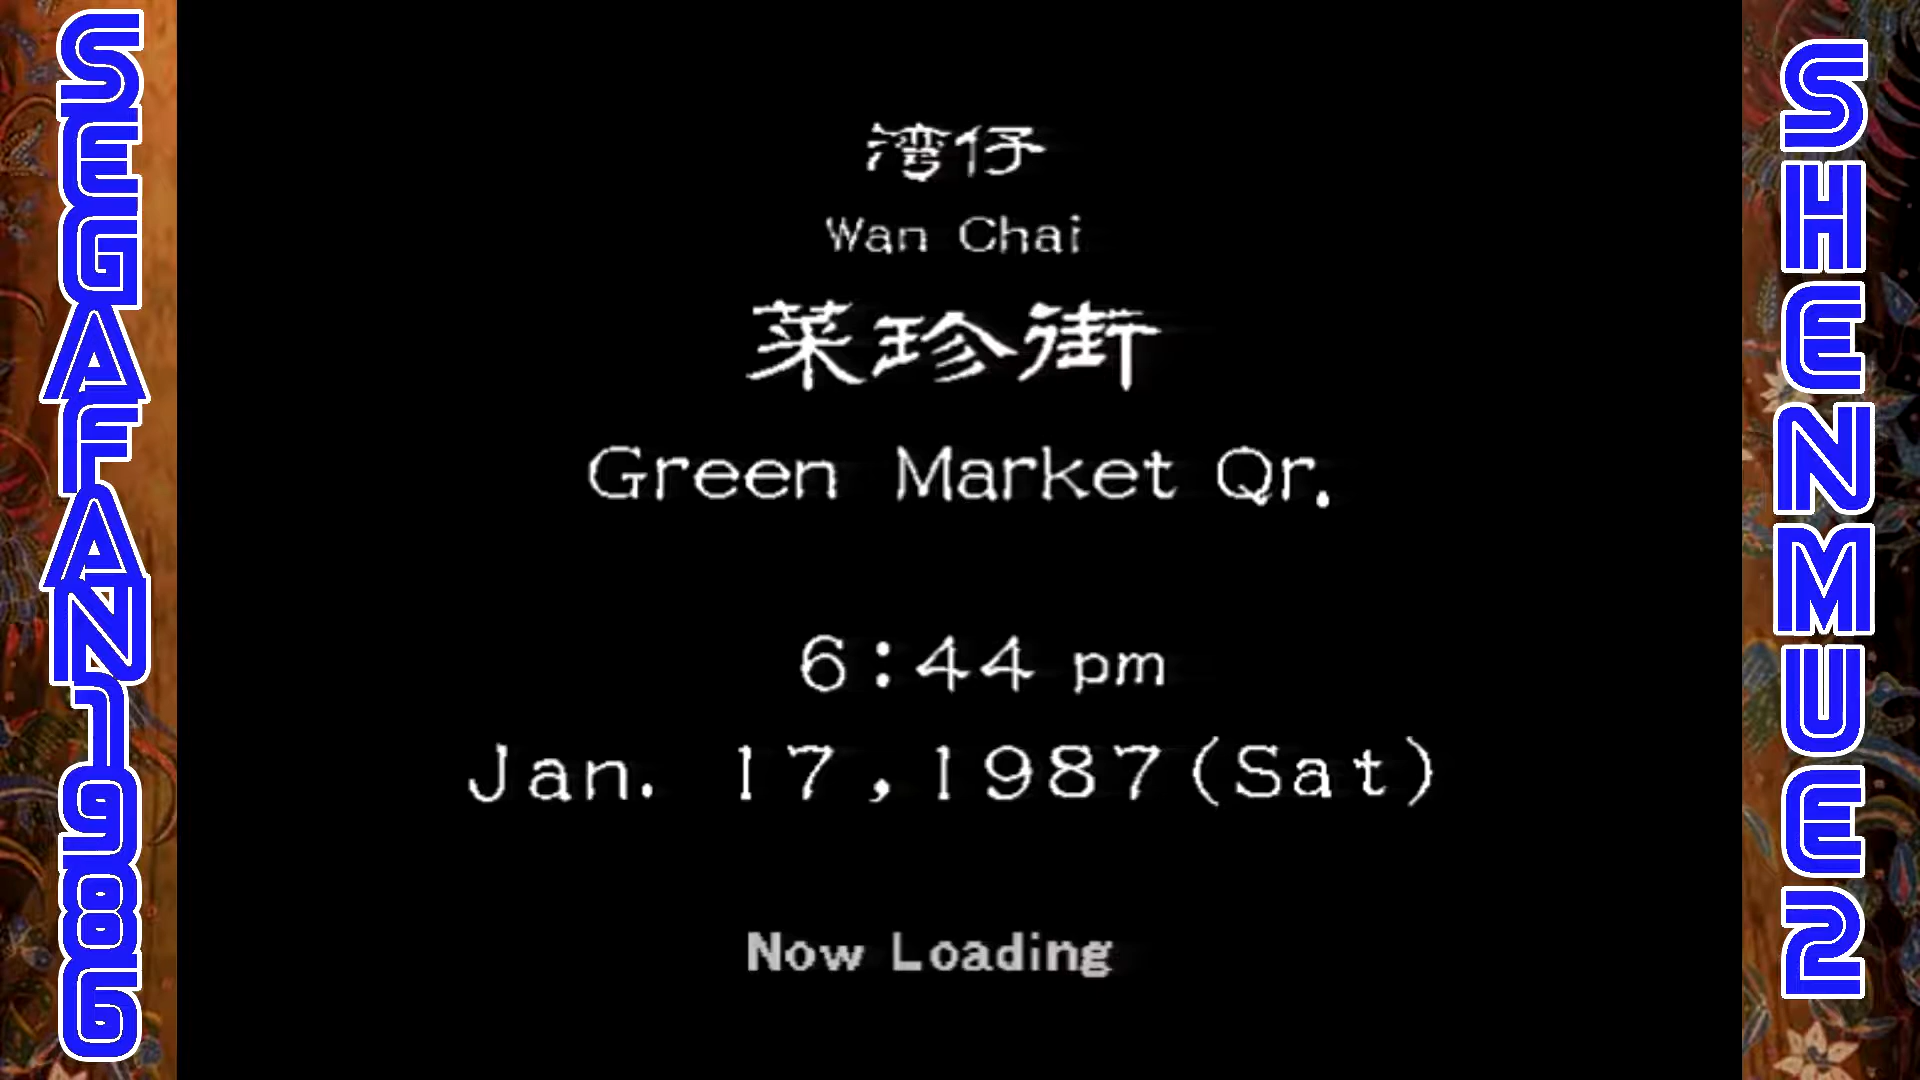 SEGAFAN1986
湾仔
Wan Chai
菜珍街
Green Market Qr.
6:44 pm
Jan. 17,1987(Sat)
Now Loading
SHENMUE2